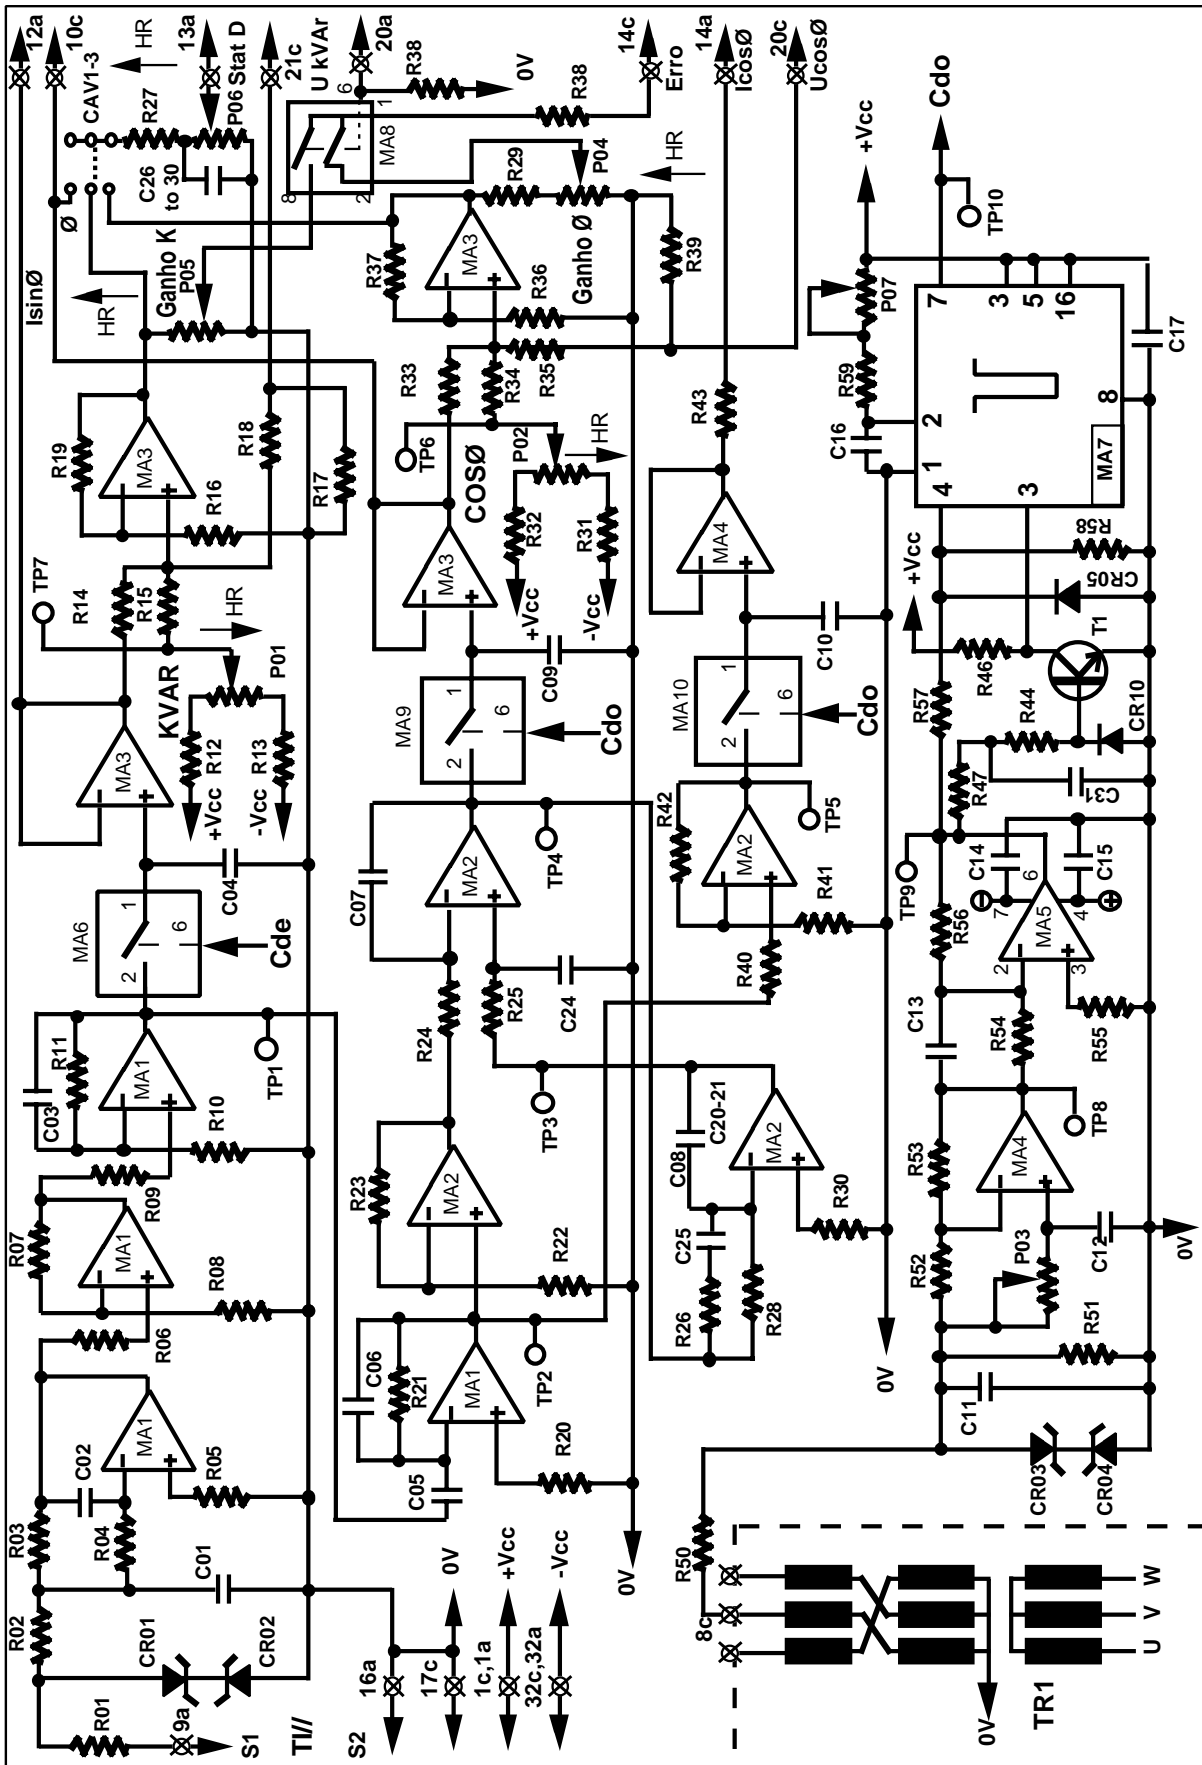 12a
10c
CAV1-3
HR
13a
P06 Stat D
R27
C26
to 30
21c
U kVAr
20a
R38
0V
6
1
8
2
MA8
R38
14c
Erro
14a
IcosØ
20c
UcosØ
IsinØ
Ø
HR
Ganho K
P05
R37
MA3
R29
P04
HR
R36
Ganho Ø
R39
R19
MA3
R16
R18
R17
R33
R34
R35
TP6
COSØ
P02
HR
R32
R31
+Vcc
-Vcc
TP7
R14
R15
HR
KVAR
P01
MA3
R12
R13
+Vcc
-Vcc
C04
MA3
C09
MA9
1
2
6
Cdo
R43
MA4
C10
MA10
1
2
6
Cdo
MA6
1
2
6
Cde
C07
MA2
TP4
R24
R25
C24
R42
MA2
TP5
R41
R40
C03
R11
MA1
TP1
R10
R09
R07
MA1
R08
R06
R23
MA2
R22
TP3
C20-21
C08
MA2
C25
R26
R28
R30
C06
R21
MA1
TP2
C05
R20
R03
C02
R04
MA1
R05
R02
C01
CR01
CR02
R01
9a
S1
TI//
S2
16a
17c
0V
1c,1a
+Vcc
32c,32a
-Vcc
0V
0V
+Vcc
Cdo
TP10
P07
R59
C16
7
3
5
16
2
1
4
3
8
MA7
C17
R58
+Vcc
CR05
R46
T1
R57
R44
CR10
R47
C31
TP9
C14
C15
7
6
4
2
3
MA5
R56
C13
R54
R55
R53
MA4
TP8
R52
P03
C12
0V
R51
C11
CR03
CR04
R50
8c
0V
TR1
U
V
W